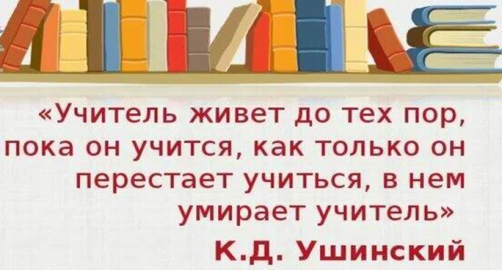 «Учитель живет до тех пор,
пока он учится, как только он
перестает учиться, в нем
умирает учитель»
К.Д. Ушинский